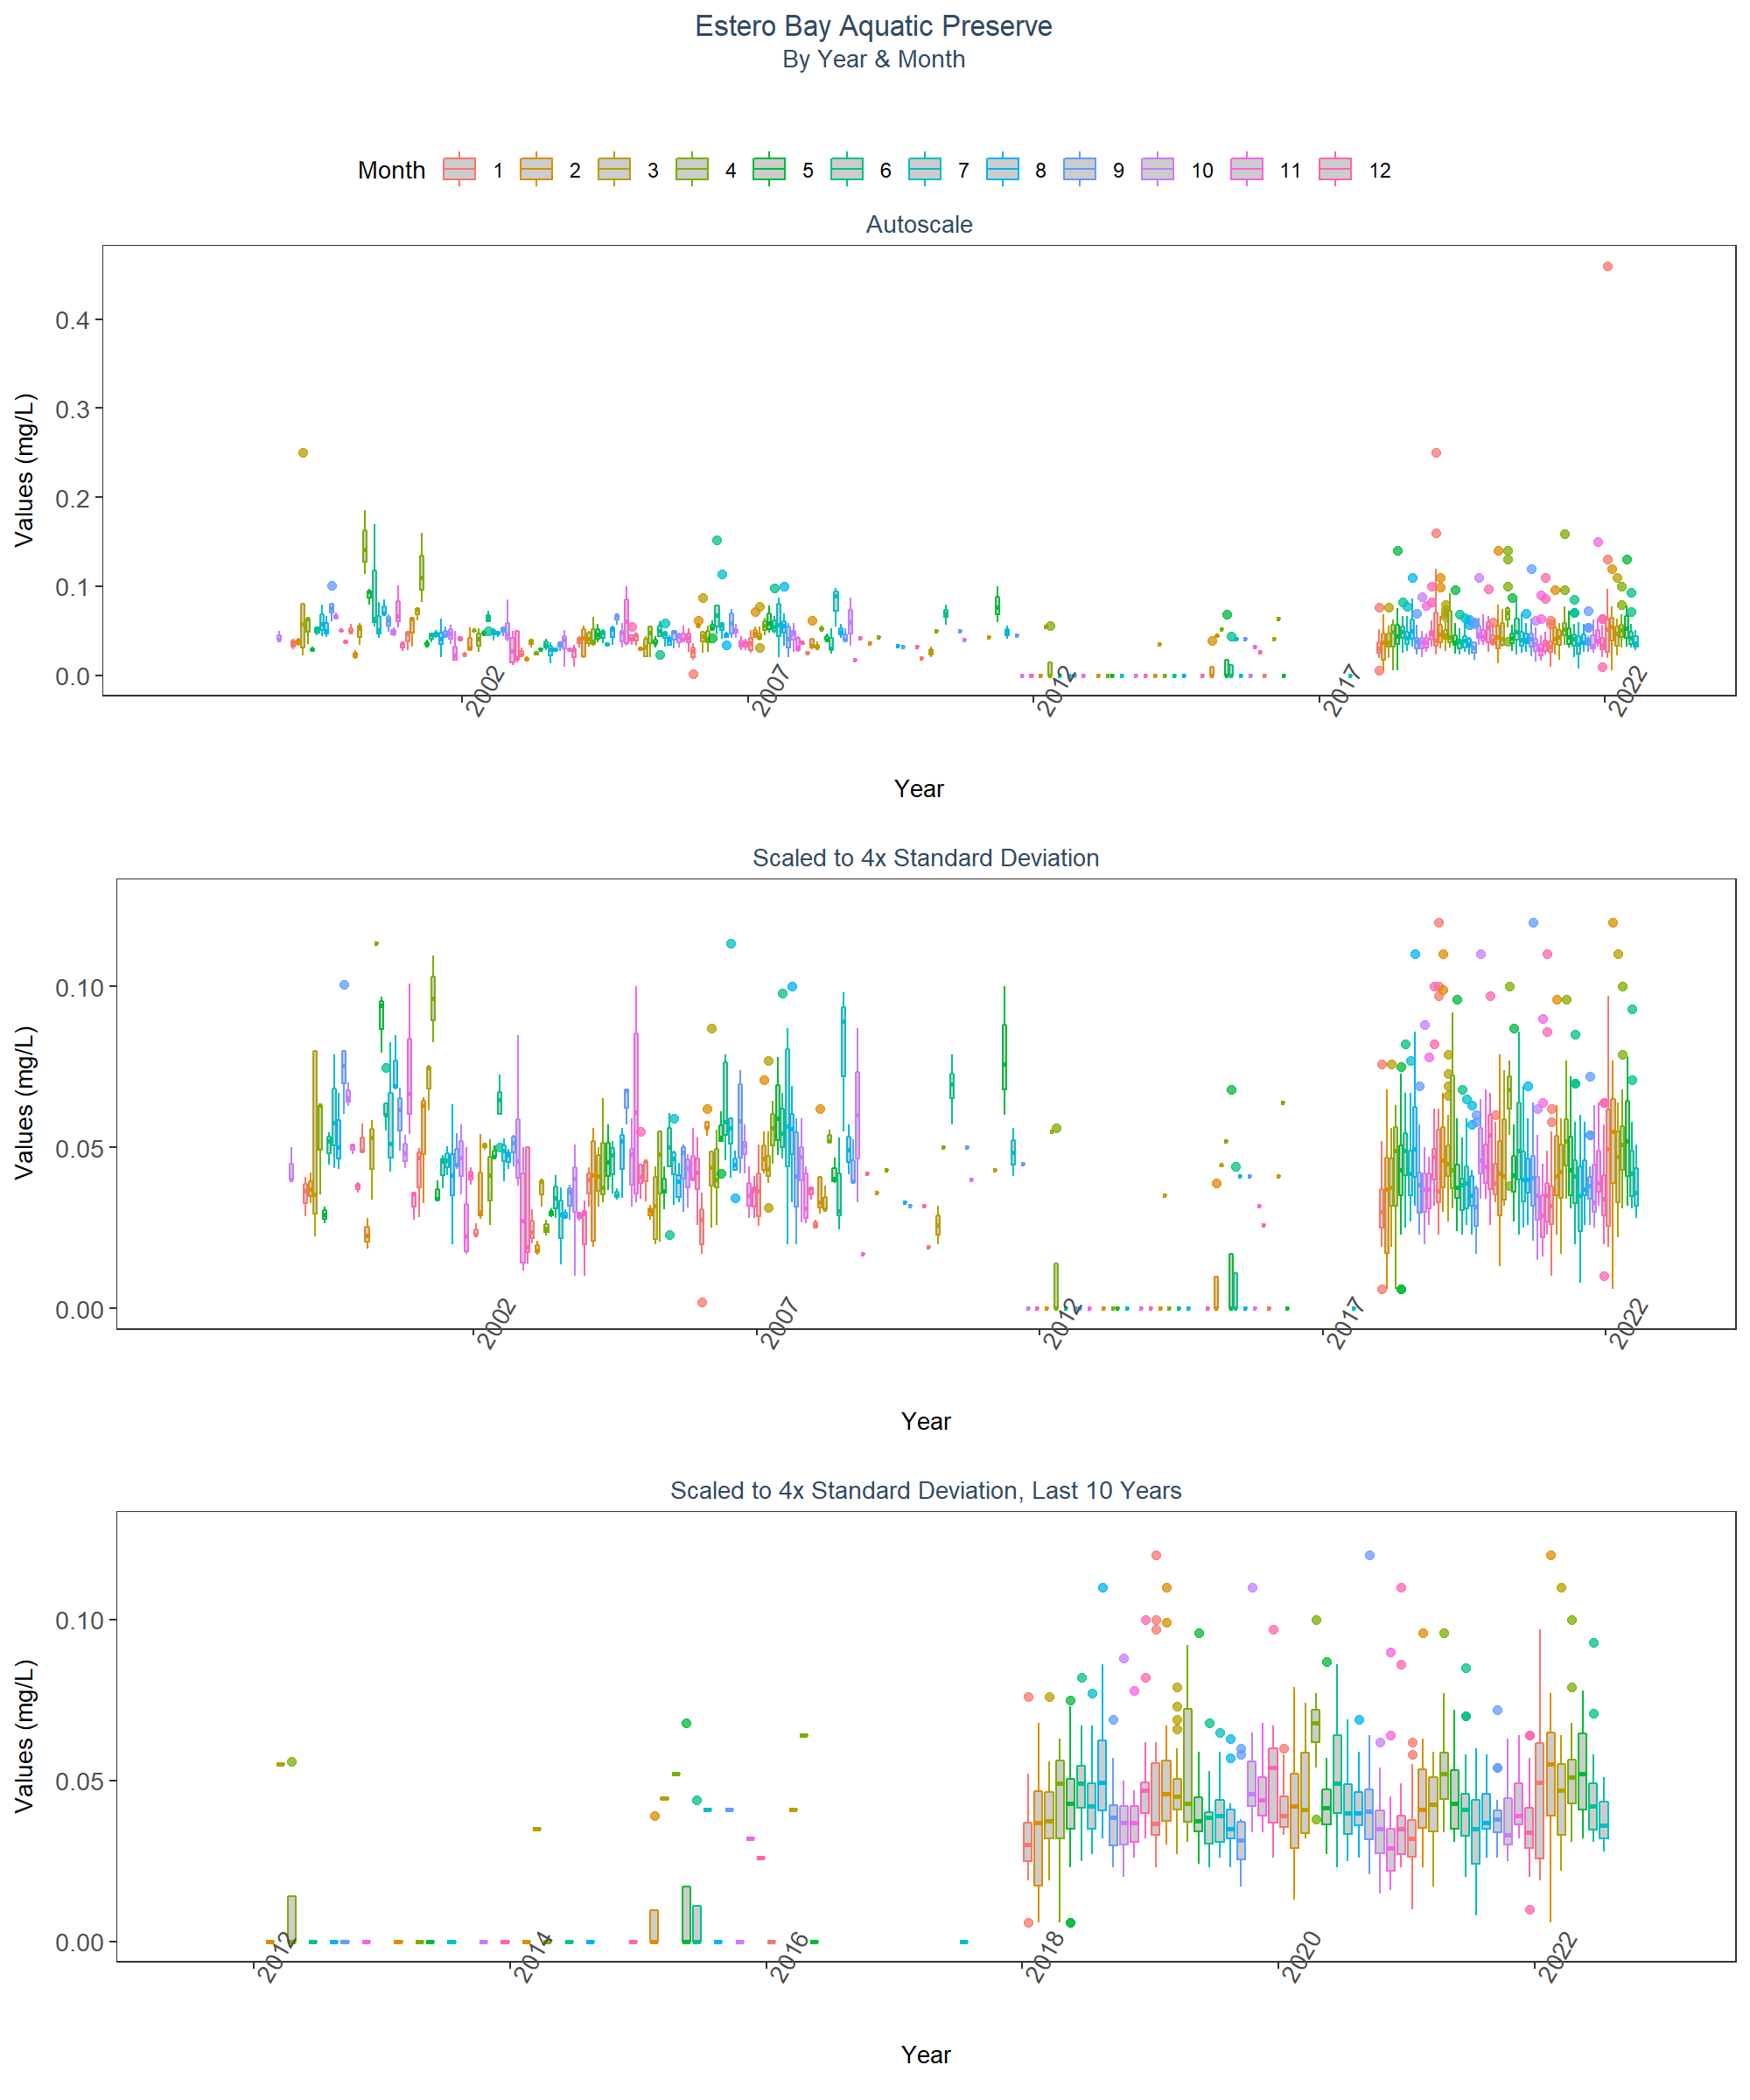 Estero Bay Aquatic Preserve
By Year & Month
Month 1 2 3 4 5 6 7 8 9 10 11 12
Autoscale
Values (mg/L)
0.4
0.3
0.2
0.1
0.0
2002 2007 2012 2017 2022
Year
Scaled to 4x Standard Deviation
Values (mg/L)
0.10
0.05
0.00
2002 2007 2012 2017 2022
Year
Scaled to 4x Standard Deviation, Last 10 Years
Values (mg/L)
0.10
0.05
0.00
2012 2014 2016 2018 2020 2022
Year